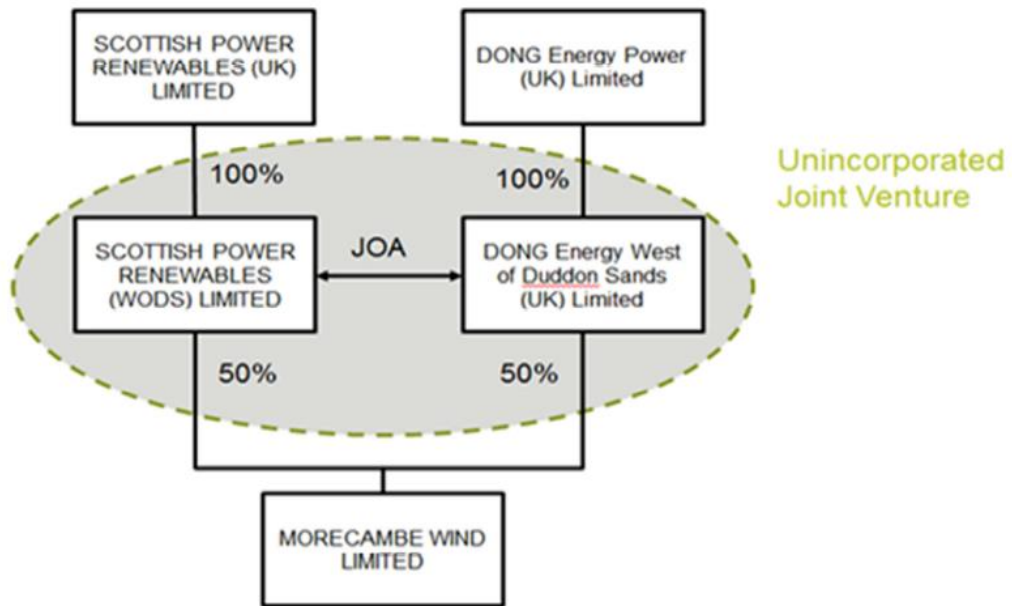 SCOTTISH POWER
RENEWABLES (UK)
LIMITED
DONG Energy Power
(UK) Limited
Unincorporated
Joint Venture
100%
100%
SCOTTISH POWER
RENEWABLES
(WODS) LIMITED
JOA
DONG Energy West
of Duddon Sands
(UK) Limited
50%
50%
MORECAMBE WIND
LIMITED